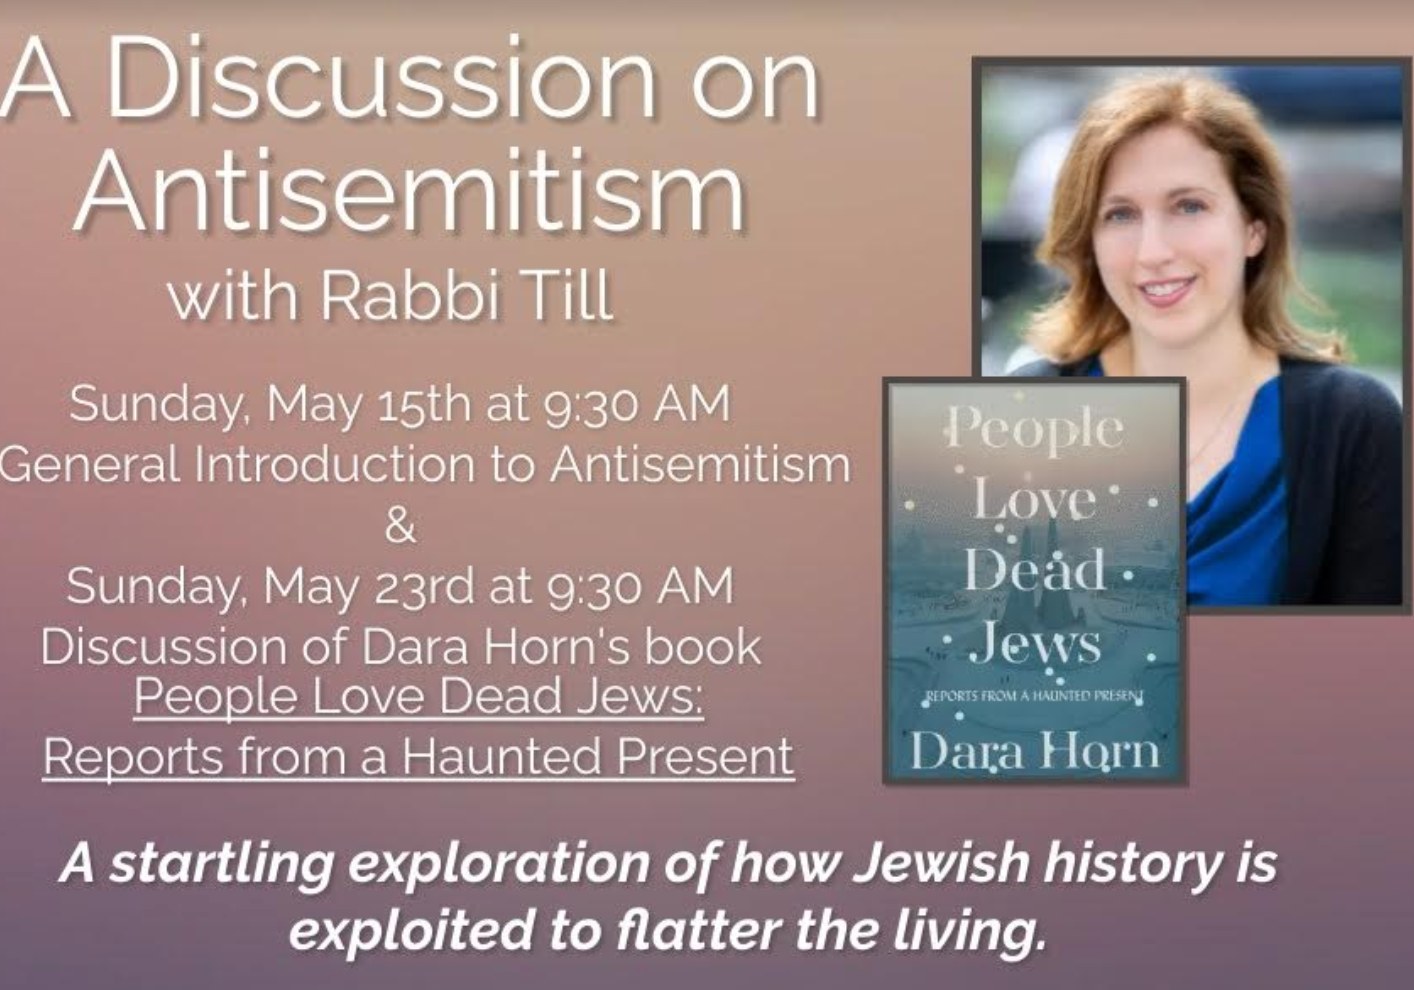 A Discussion on
Antisemitism
with Rabbi Till
Sunday, May 15th at 9:30 AM
General Introduction to Antisemitism
&
Sunday, May 23rd at 9:30 AM
Discussion of Dara Horn's book
People Love Dead Jews:
Reports from a Haunted Present
People
Love
Dead
Jews
REPORTS FROM A HAUNTED PRESENT
Dara Horn
A startling exploration of how Jewish history is
exploited to flatter the living.